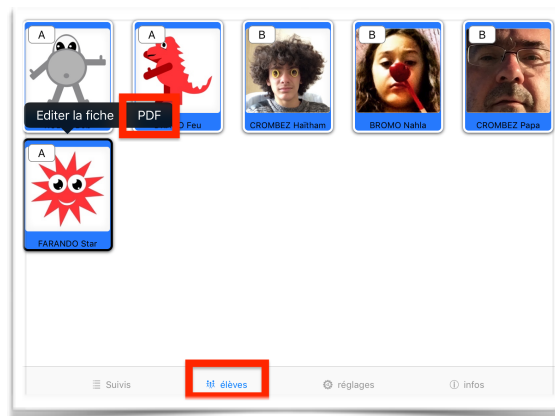 A
A
B
B
B
Editer la fiche
PDF
Feu
CROMBEZ Haïtham
BROMO Nahla
CROMBEZ Papa
A
FARANDO Star
Suivis
élèves
réglages
infos